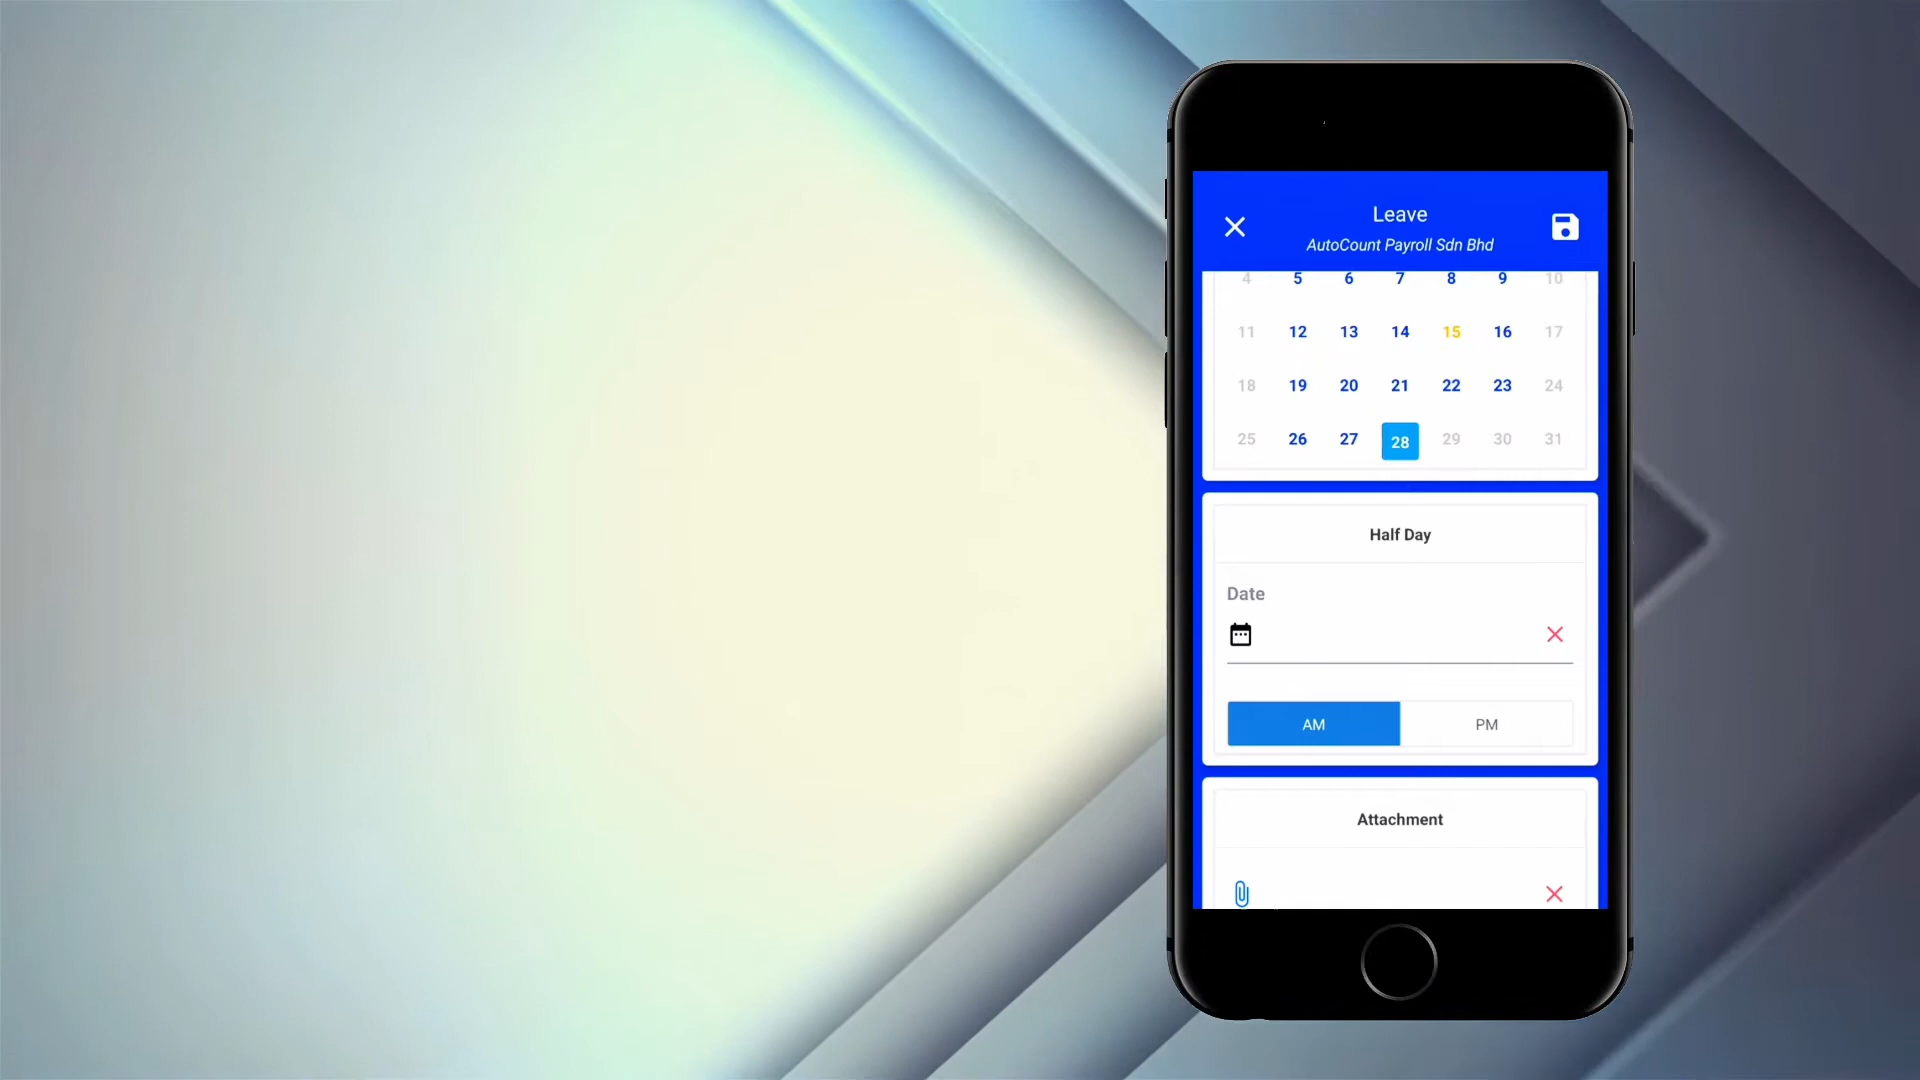 Leave
AutoCount Payroll Sdn Bhd
4 5 6 7 8 9 10
11 12 13 14 15 16 17
18 19 20 21 22 23 24
25 26 27 28 29 30 31
Half Day
Date
AM PM
Attachment